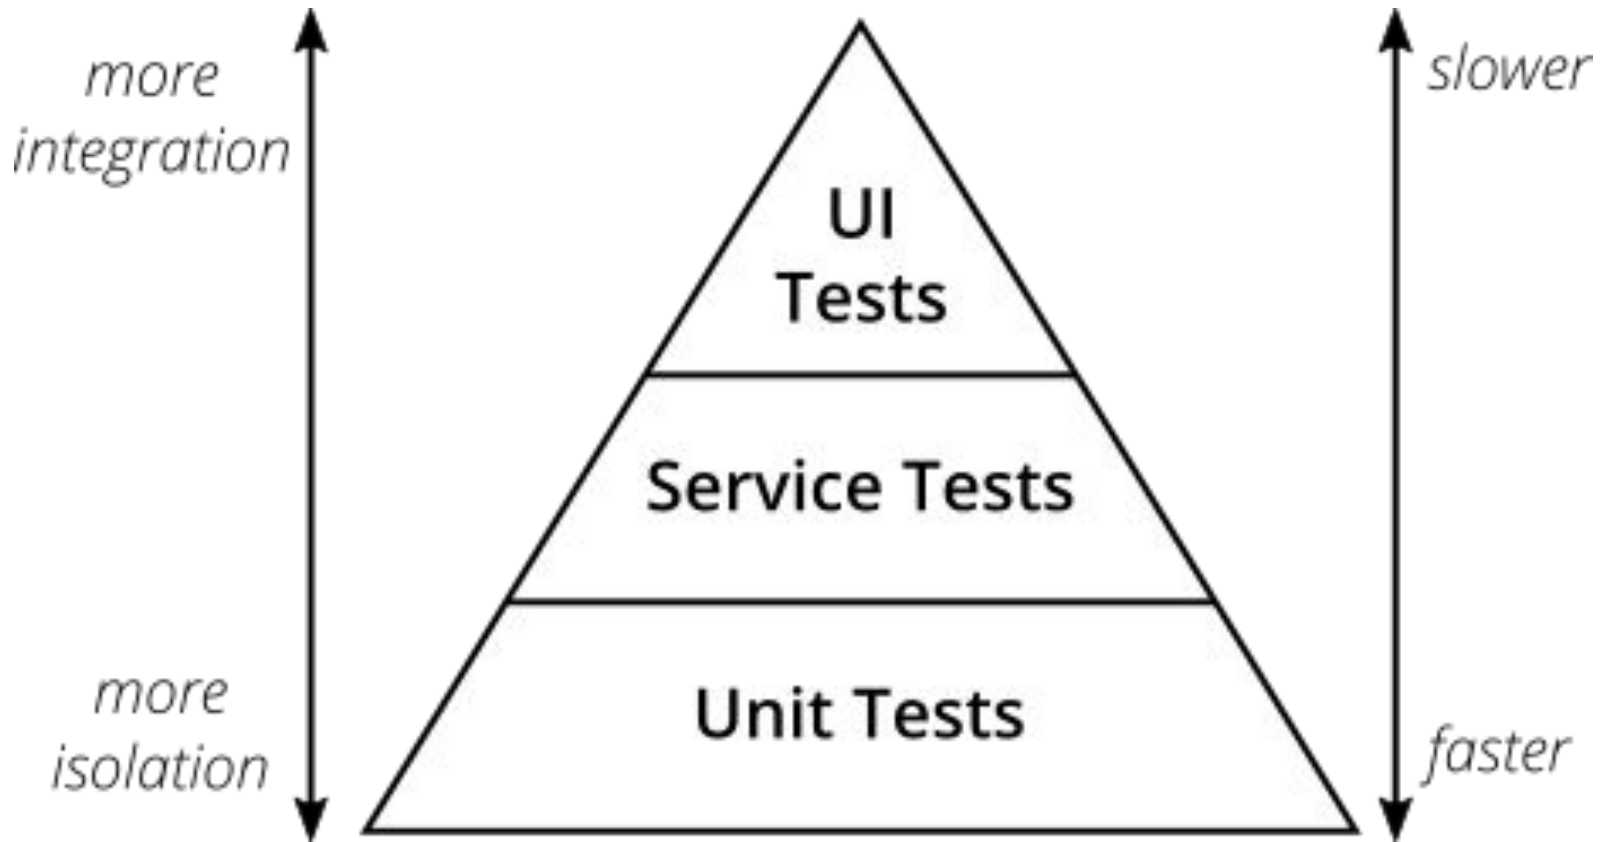 more
integration
slower
UI
Tests
Service Tests
more
isolation
Unit Tests
faster